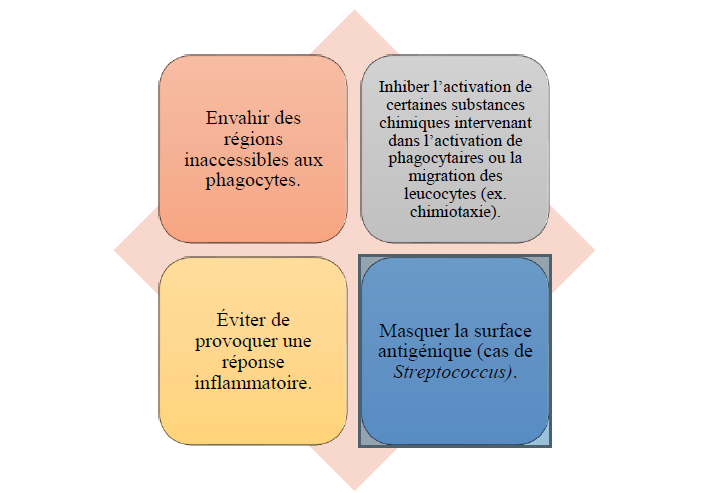 Envahir des
régions
inaccessibles aux
phagocytes.
Inhiber l’activation de
certaines substances
chimiques intervenant
dans l’activation de
phagocytaires ou la
migration des
leucocytes (ex.
chimiotaxie).
Éviter de
provoquer une
réponse
inflammatoire.
Masquer la surface
antigénique (cas de
Streptococcus).